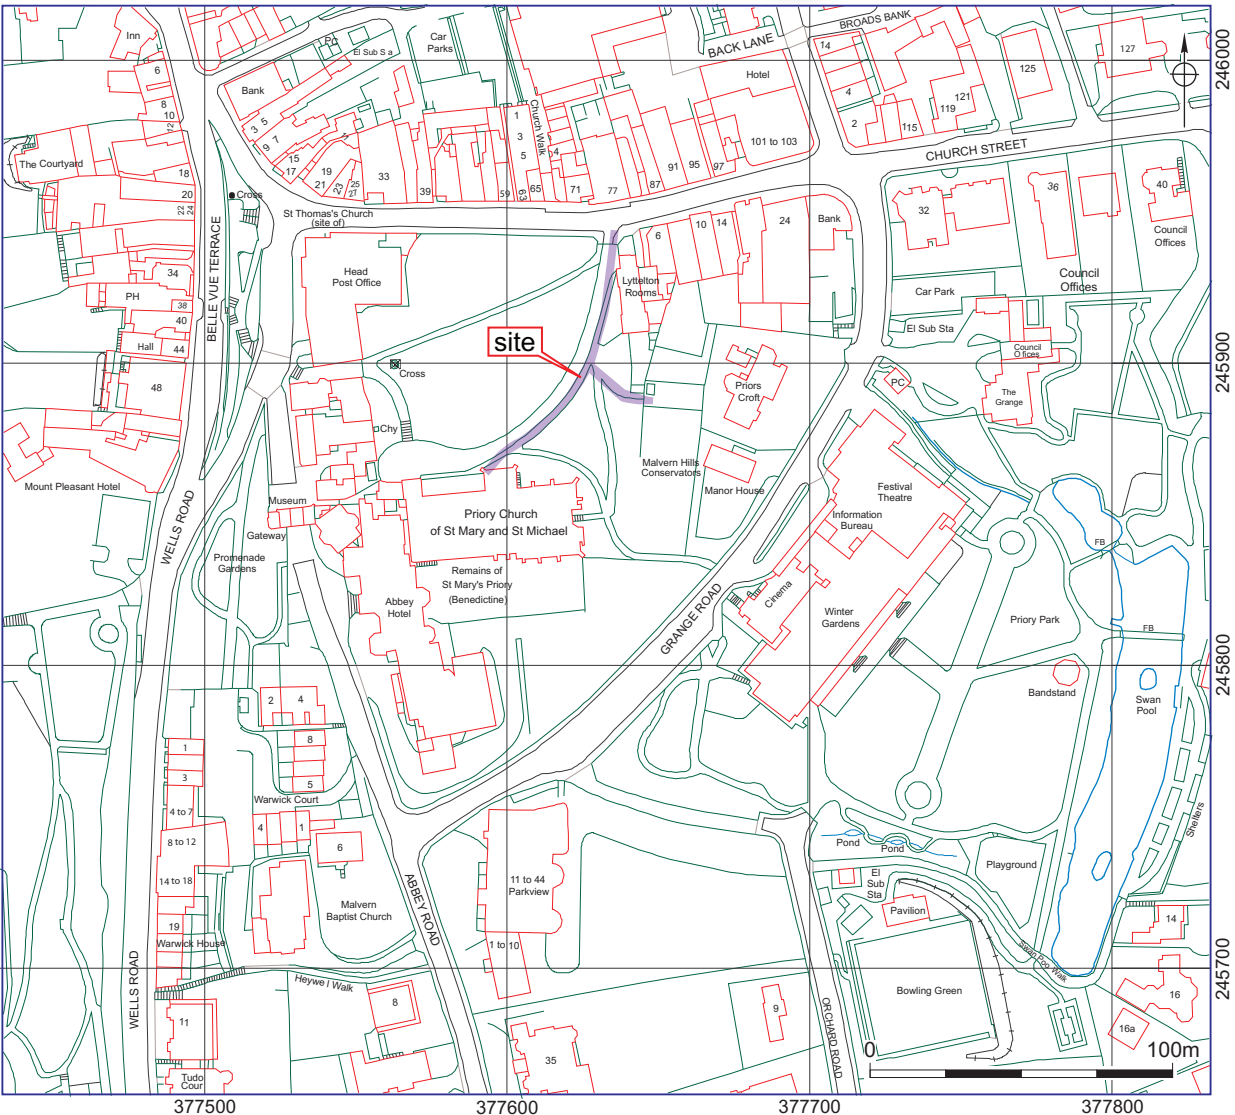 Inn
6
8
10
12
The Courtyard
18
20
22
24
34
PH
38
40
Hall
44
48
Mount Pleasant Hotel
BELLE VUE TERRACE
WELLS ROAD
Bank
3
5
9
7
PC
El Sub S a
Car
Parks
11
15
17
19
21
23
25
27
33
39
59
63
65
1
3
5
Church Walk
4
71
77
87
91
95
97
101 to 103
Hotel
BACK LANE
BROADS BANK
14
4
2
115
119
121
125
127
CHURCH STREET
Cross
St Thomas's Church
(site of)
Head
Post Office
Cross
Chy
site
6
10
14
24
Bank
Lyttelton
Rooms
32
36
40
Council
Offices
Council
Offices
Car Park
El Sub Sta
Council
Offices
The
Grange
PC
Priors
Croft
Malvern Hills
Conservators
Manor House
Museum
Gateway
Promenade
Gardens
Priory Church
of St Mary and St Michael
Remains of
St Mary's Priory
(Benedictine)
Abbey
Hotel
Festival
Theatre
Information
Bureau
Cinema
Winter
Gardens
GRANGE ROAD
FB
FB
Priory Park
Bandstand
Swan
Pool
Shelters
2
4
8
5
1
3
4 to 7
8 to 12
14 to 18
19
Warwick Court
4
1
6
Warwick House
Malvern
Baptist Church
ABBEY ROAD
11 to 44
Parkview
1 to 10
Heywe l Walk
8
11
Tudo
Cour
WELLS ROAD
35
9
ORCHARD ROAD
Pond
Pond
El
Sub
Sta
Pavilion
Playground
Swan Pool Walk
Bowling Green
14
16
16a
0
100m
246000
245900
245800
245700
377500
377600
377700
377800